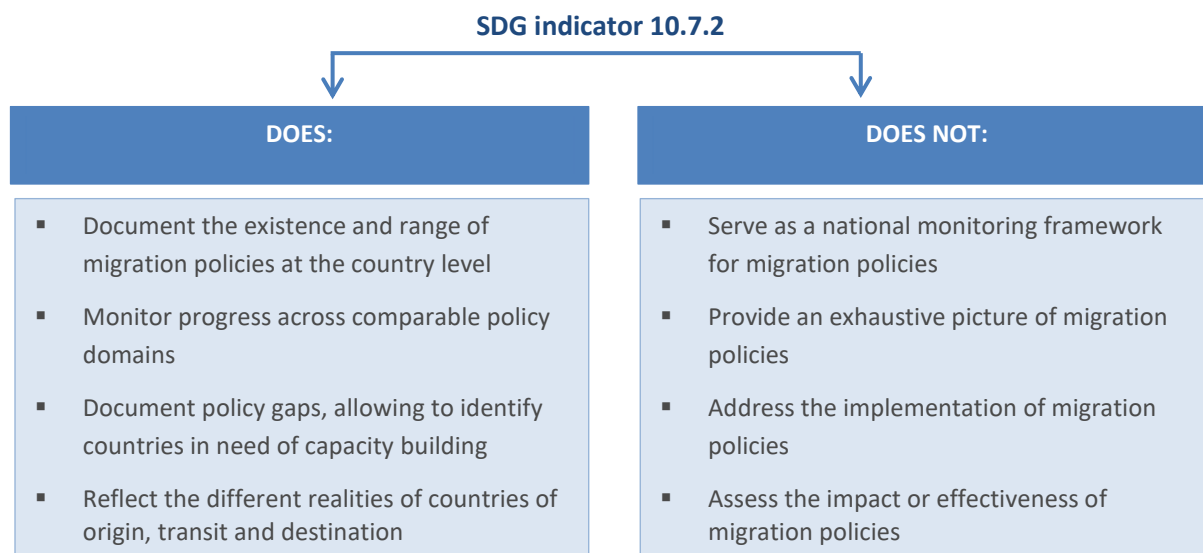 SDG indicator 10.7.2
DOES:
▪ Document the existence and range of
migration policies at the country level
▪ Monitor progress across comparable policy
domains
▪ Document policy gaps, allowing to identify
countries in need of capacity building
▪ Reflect the different realities of countries of
origin, transit and destination
DOES NOT:
▪ Serve as a national monitoring framework
for migration policies
▪ Provide an exhaustive picture of migration
policies
▪ Address the implementation of migration
policies
▪ Assess the impact or effectiveness of
migration policies